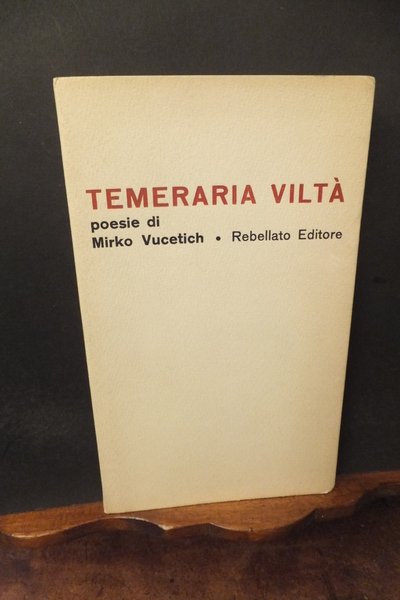 TEMERARIA VILTÀ
poesie di
Mirko Vucetich • Rebellato Editore